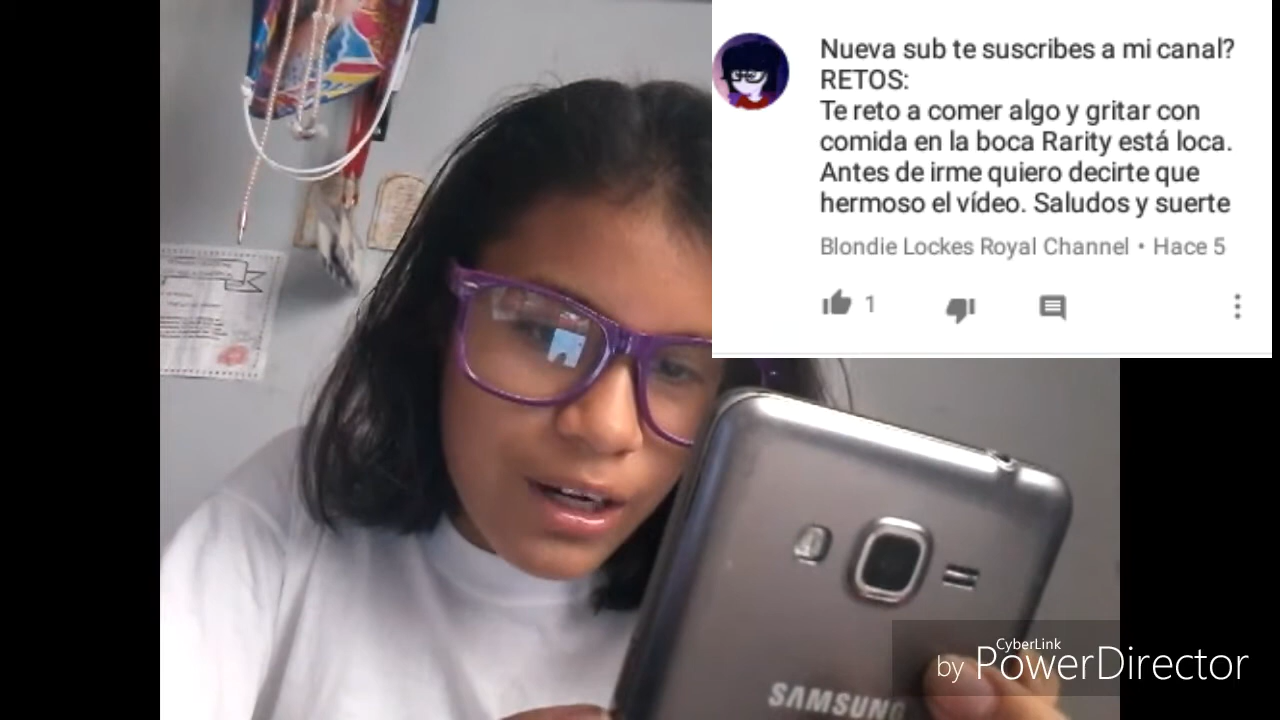 Nueva sub te suscribes a mi canal?
RETOS:
Te reto a comer algo y gritar con
comida en la boca Rarity está loca.
Antes de irme quiero decirte que
hermoso el vídeo. Saludos y suerte
Blondie Lockes Royal Channel • Hace 5
1
CyberLink
by PowerDirector
SAMSUNG